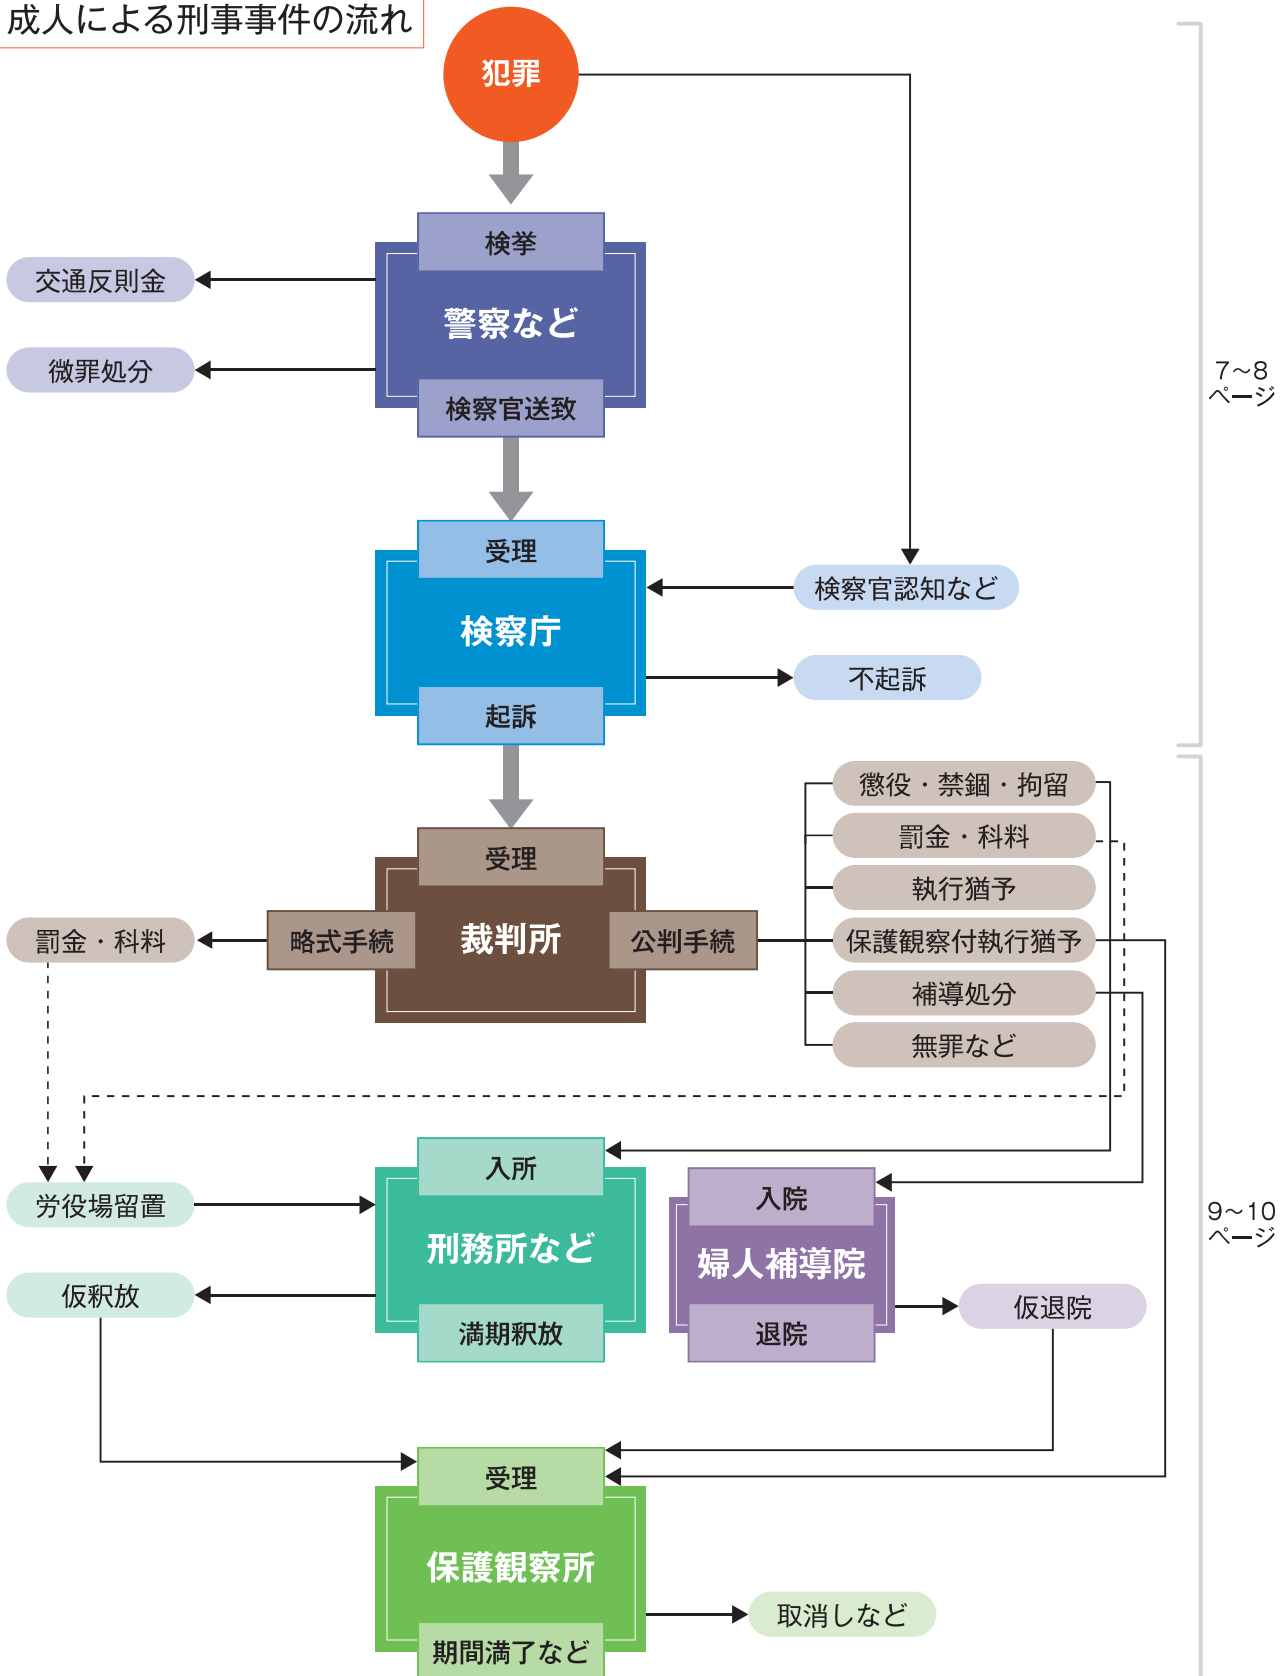 成人による刑事事件の流れ
犯罪
検挙
警察など
検察官送致
交通反則金
微罪処分
7～8
ページ
受理
検察庁
起訴
検察官認知など
不起訴
受理
裁判所
略式手続
公判手続
罰金・科料
懲役・禁錮・拘留
罰金・科料
執行猶予
保護観察付執行猶予
補導処分
無罪など
労役場留置
仮釈放
入所
刑務所など
満期釈放
入院
婦人補導院
退院
仮退院
9～10
ページ
受理
保護観察所
期間満了など
取消しなど